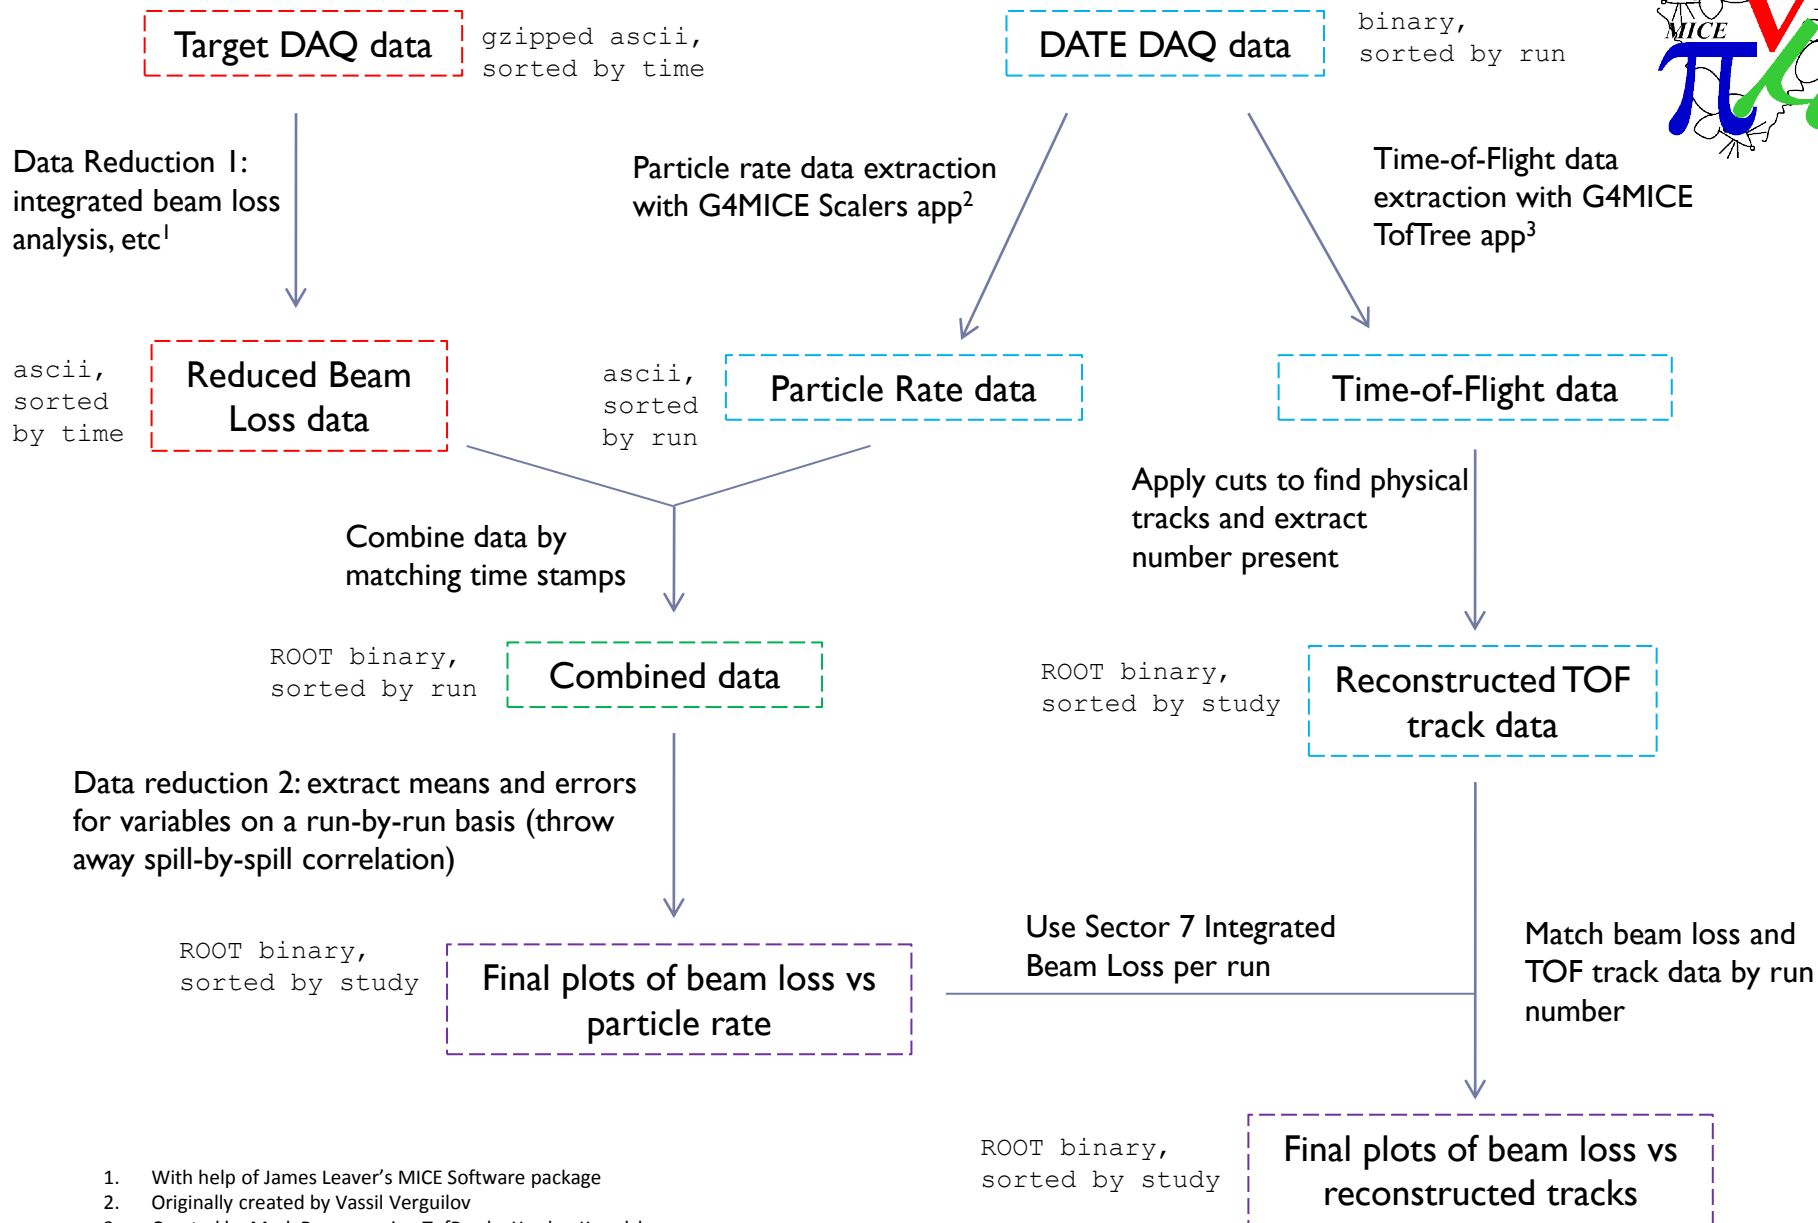 Target DAQ data
gzipped ascii,
sorted by time
DATE DAQ data
binary,
sorted by run
MICE
Data Reduction 1:
integrated beam loss
analysis, etc1
Particle rate data extraction
with G4MICE Scalers app2
Time-of-Flight data
extraction with G4MICE
TofTree app3
ascii,
sorted
by time
Reduced Beam
Loss data
ascii,
sorted
by run
Particle Rate data
Time-of-Flight data
Combine data by
matching time stamps
Apply cuts to find physical
tracks and extract
number present
ROOT binary,
sorted by run
Combined data
ROOT binary,
sorted by study
Reconstructed TOF
track data
Data reduction 2: extract means and errors
for variables on a run-by-run basis (throw
away spill-by-spill correlation)
ROOT binary,
sorted by study
Final plots of beam loss vs
particle rate
Use Sector 7 Integrated
Beam Loss per run
Match beam loss and
TOF track data by run
number
ROOT binary,
sorted by study
Final plots of beam loss vs
reconstructed tracks
1. With help of James Leaver's MICE Software package
2. Originally created by Vassil Verguilov